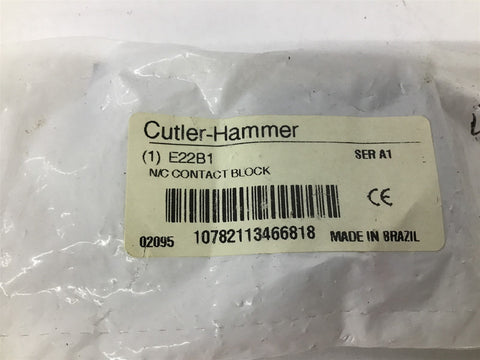 Cutler-Hammer
(1) E22B1 SER A1
N/C CONTACT BLOCK
CE
02095 10782113466818 MADE IN BRAZIL